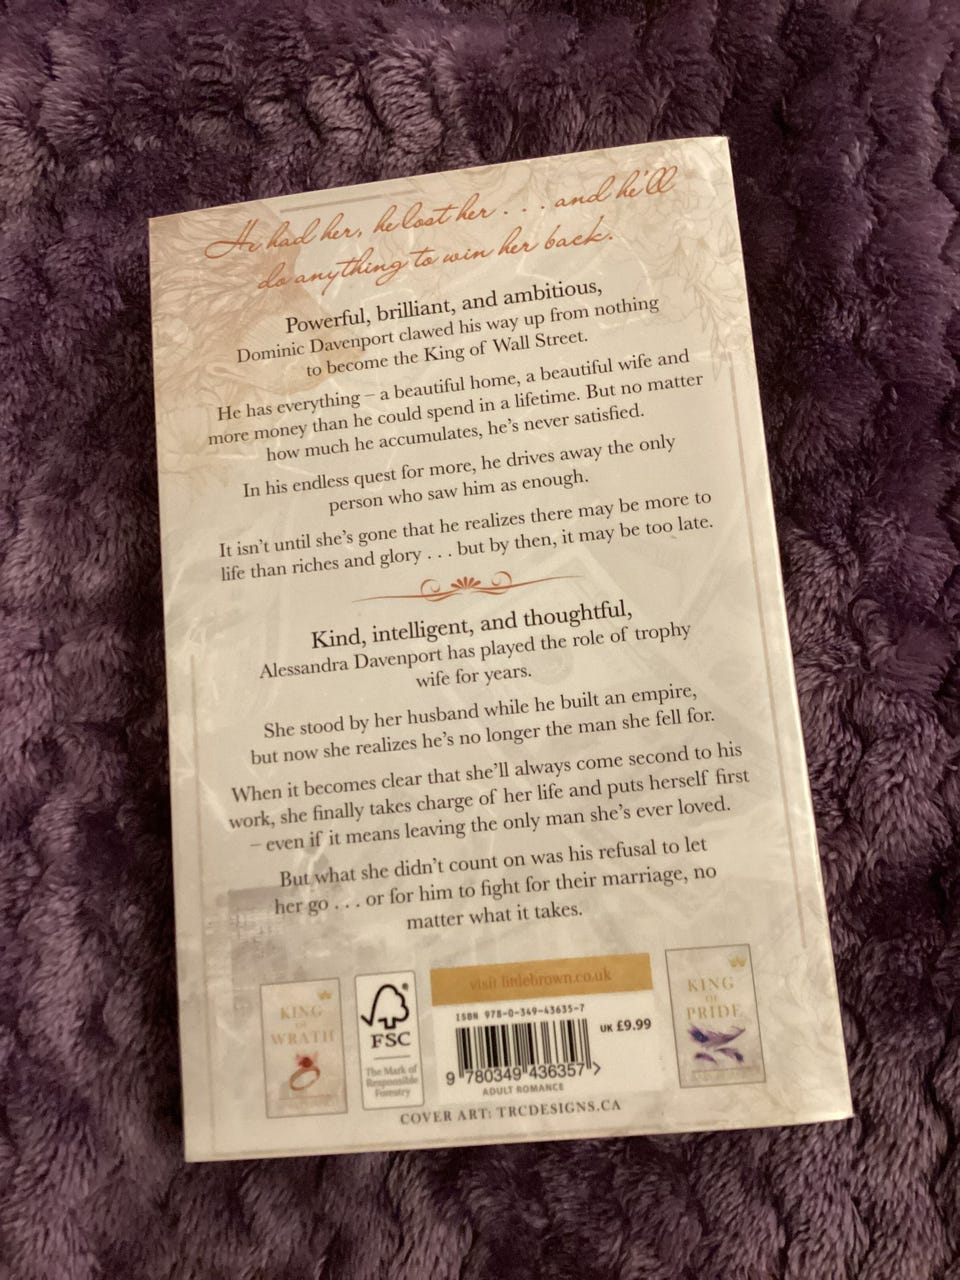 He had her, he lost her . . . and he'll
do anything to win her back.
Powerful, brilliant, and ambitious,
Dominic Davenport clawed his way up from nothing
to become the King of Wall Street.
He has everything – a beautiful home, a beautiful wife and
more money than he could spend in a lifetime. But no matter
how much he accumulates, he's never satisfied.
In his endless quest for more, he drives away the only
person who saw him as enough.
It isn't until she's gone that he realizes there may be more to
life than riches and glory . . . but by then, it may be too late.
Kind, intelligent, and thoughtful,
Alessandra Davenport has played the role of trophy
wife for years.
She stood by her husband while he built an empire,
but now she realizes he's no longer the man she fell for.
When it becomes clear that she'll always come second to his
work, she finally takes charge of her life and puts herself first
– even if it means leaving the only man she's ever loved.
But what she didn't count on was his refusal to let
her go . . . or for him to fight for their marriage, no
matter what it takes.
KING
OF
WRATH
FSC
The Mark of
Responsible
Forestry
visit littlebrown.co.uk
ISBN 978-0-349-43635-7
UK £9.99
9 780349 436357 >
ADULT ROMANCE
KING
OF
PRIDE
COVER ART: TRCDESIGNS.CA